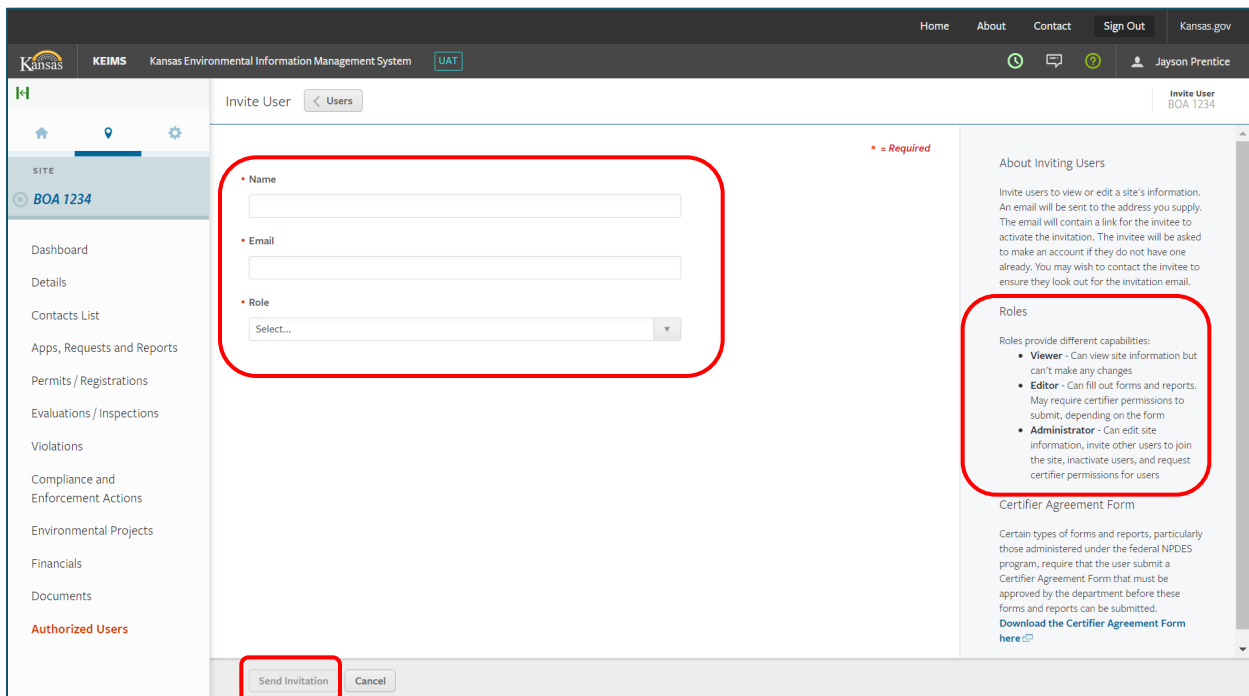 Home About Contact Sign Out Kansas.gov
Kansas KEIMS Kansas Environmental Information Management System UAT Jayson Prentice
Invite User Users
Invite User
BOA 1234
SITE
BOA 1234
Dashboard
Details
Contacts List
Apps, Requests and Reports
Permits / Registrations
Evaluations / Inspections
Violations
Compliance and
Enforcement Actions
Environmental Projects
Financials
Documents
Authorized Users
* = Required
• Name
• Email
• Role
Select...
Send Invitation Cancel
About Inviting Users
Invite users to view or edit a site's information.
An email will be sent to the address you supply.
The email will contain a link for the invitee to
activate the invitation. The invitee will be asked
to make an account if they do not have one
already. You may wish to contact the invitee to
ensure they look out for the invitation email.
Roles
Roles provide different capabilities:
• Viewer - Can view site information but
can't make any changes
• Editor - Can fill out forms and reports.
May require certifier permissions to
submit, depending on the form
• Administrator - Can edit site
information, invite other users to join
the site, inactivate users, and request
certifier permissions for users
Certifier Agreement Form
Certain types of forms and reports, particularly
those administered under the federal NPDES
program, require that the user submit a
Certifier Agreement Form that must be
approved by the department before these
forms and reports can be submitted.
Download the Certifier Agreement Form
here